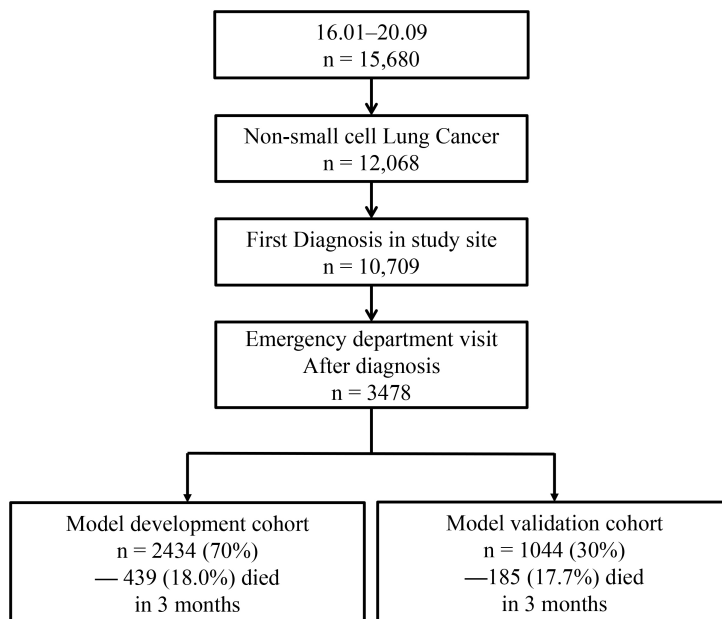 16.01–20.09
n = 15,680
Non-small cell Lung Cancer
n = 12,068
First Diagnosis in study site
n = 10,709
Emergency department visit
After diagnosis
n = 3478
Model development cohort
n = 2434 (70%)
— 439 (18.0%) died
in 3 months
Model validation cohort
n = 1044 (30%)
—185 (17.7%) died
in 3 months